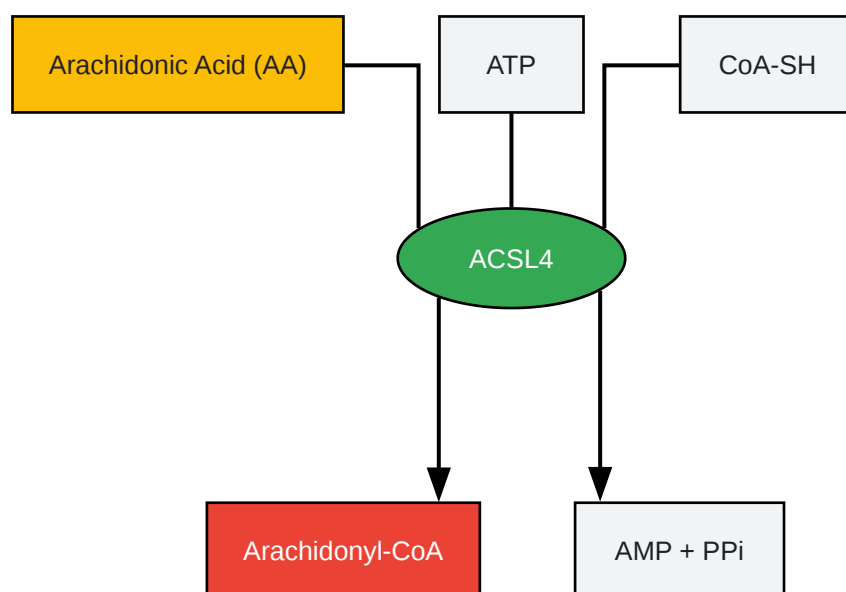 Arachidonic Acid (AA)
ATP
CoA-SH
ACSL4
Arachidonyl-CoA
AMP + PPi